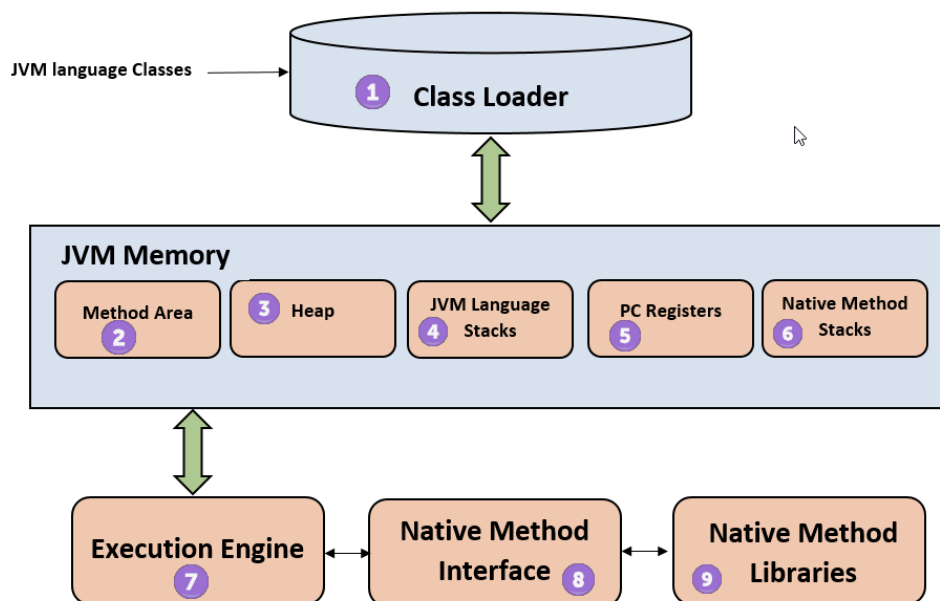 JVM language Classes
1 Class Loader
JVM Memory
Method Area
2
3 Heap
JVM Language
4 Stacks
PC Registers
5
Native Method
6 Stacks
Execution Engine
7
Native Method
Interface 8
Native Method
9 Libraries